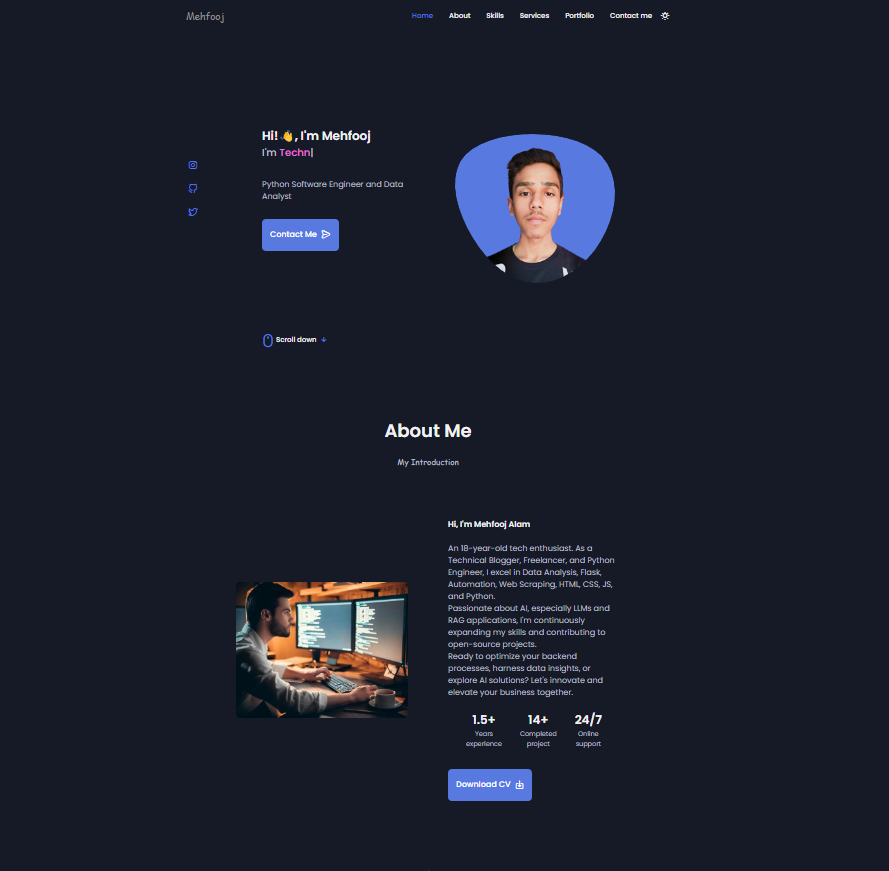 Mehfooj
Home About Skills Services Portfolio Contact me
Hi! 👋, I'm Mehfooj
I'm Techn|
Python Software Engineer and Data
Analyst
Contact Me
Scroll down
About Me
My Introduction
Hi, I'm Mehfooj Alam
An 18-year-old tech enthusiast. As a
Technical Blogger, Freelancer, and Python
Engineer, I excel in Data Analysis, Flask,
Automation, Web Scraping, HTML, CSS, JS,
and Python.
Passionate about AI, especially LLMs and
RAG applications, I'm continuously
expanding my skills and contributing to
open-source projects.
Ready to optimize your backend
processes, harness data insights, or
explore AI solutions? Let's innovate and
elevate your business together.
1.5+ 14+ 24/7
Years Completed Online
experience project support
Download CV